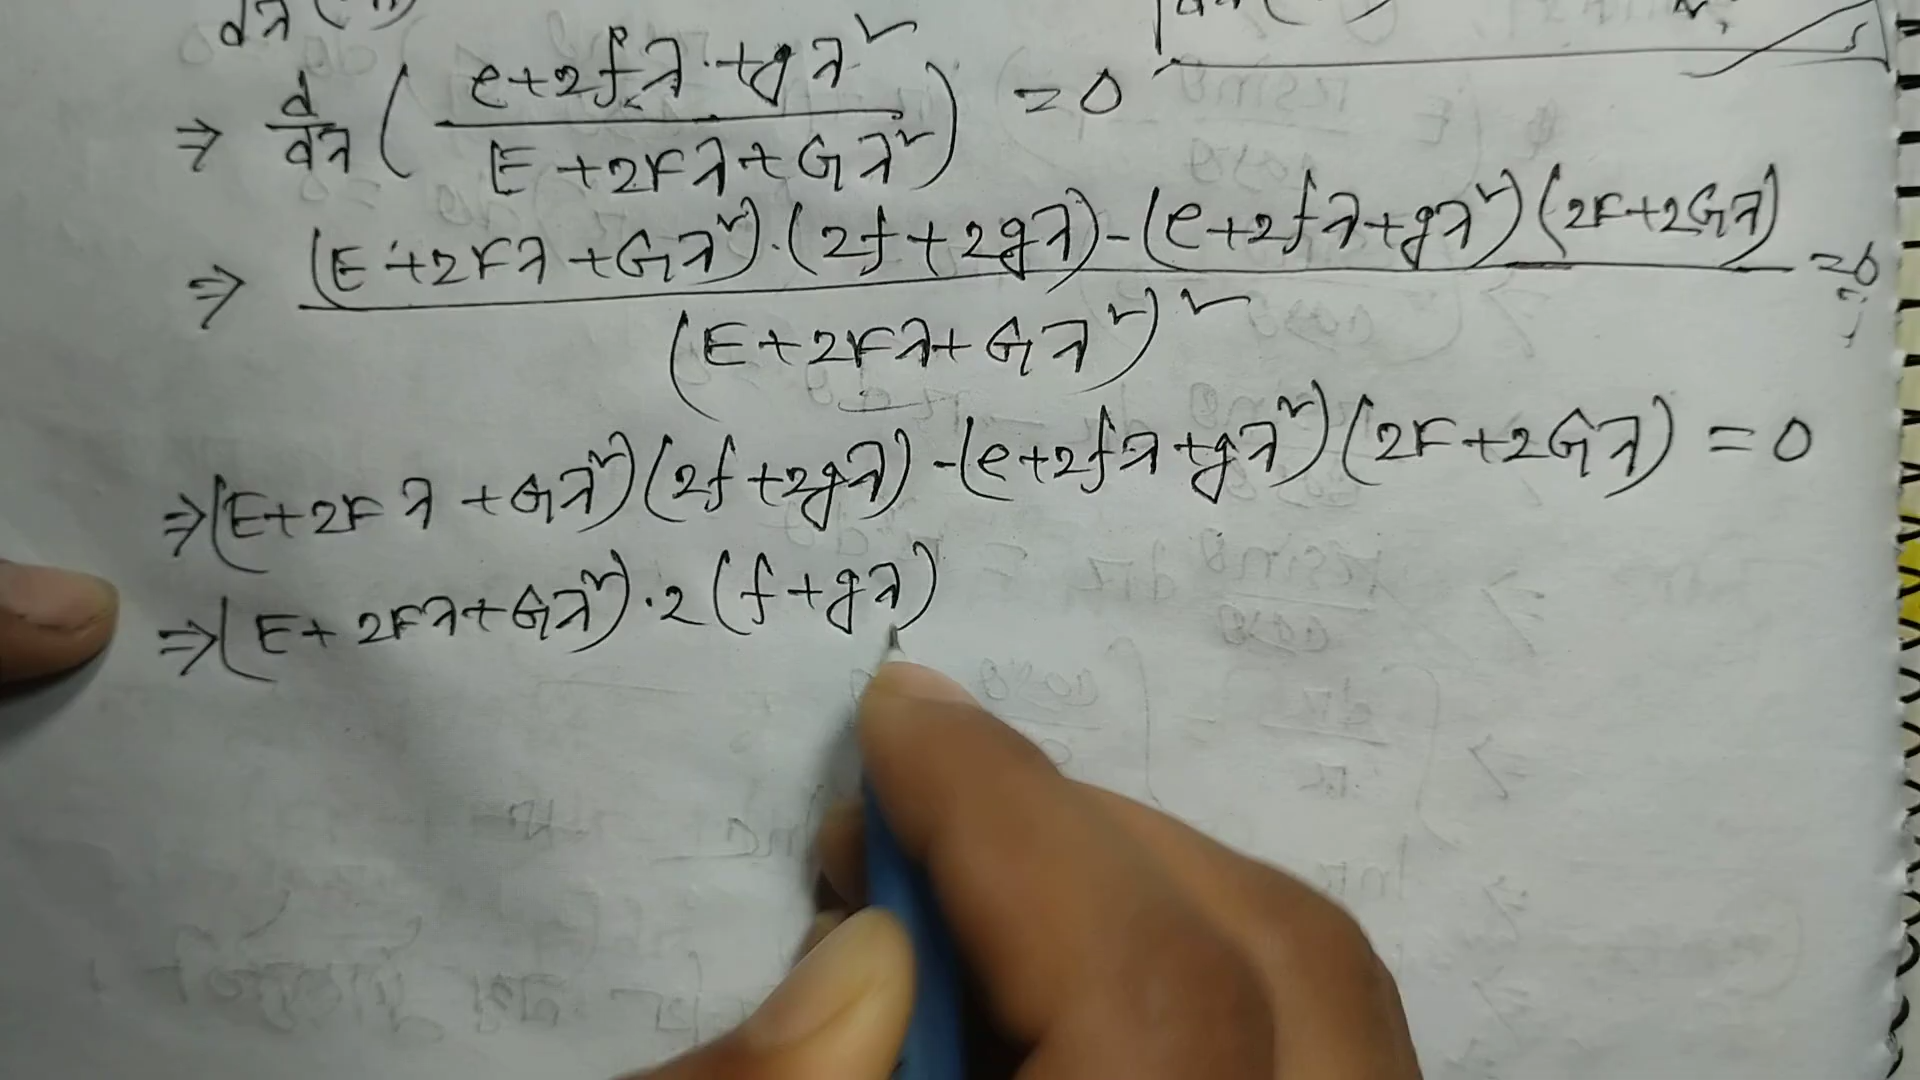 ⇒ d/dλ ( (e+2fλ+gλ²) / (E+2Fλ+Gλ²) ) = 0
⇒ ((E+2Fλ+Gλ²)·(2f+2gλ)-(e+2fλ+gλ²)(2F+2Gλ)) / (E+2Fλ+Gλ²)² = 0
⇒ (E+2Fλ+Gλ²)(2f+2gλ)-(e+2fλ+gλ²)(2F+2Gλ) = 0
⇒ (E+2Fλ+Gλ²)·2(f+gλ)